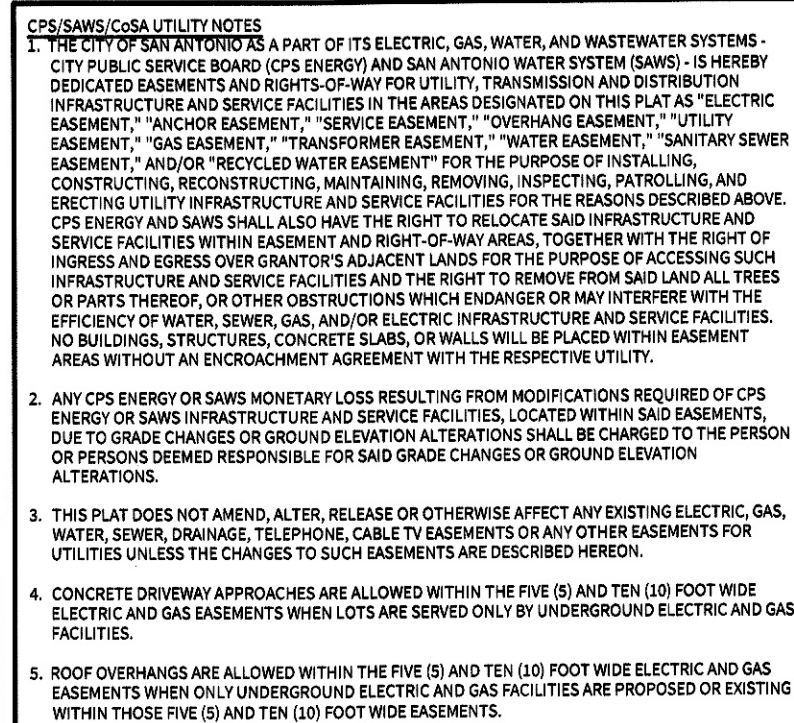 CPS/SAWS/CoSA UTILITY NOTES
1. THE CITY OF SAN ANTONIO AS A PART OF ITS ELECTRIC, GAS, WATER, AND WASTEWATER SYSTEMS -
CITY PUBLIC SERVICE BOARD (CPS ENERGY) AND SAN ANTONIO WATER SYSTEM (SAWS) - IS HEREBY
DEDICATED EASEMENTS AND RIGHTS-OF-WAY FOR UTILITY, TRANSMISSION AND DISTRIBUTION
INFRASTRUCTURE AND SERVICE FACILITIES IN THE AREAS DESIGNATED ON THIS PLAT AS "ELECTRIC
EASEMENT," "ANCHOR EASEMENT," "SERVICE EASEMENT," "OVERHANG EASEMENT," "UTILITY
EASEMENT," "GAS EASEMENT," "TRANSFORMER EASEMENT," "WATER EASEMENT," "SANITARY SEWER
EASEMENT," AND/OR "RECYCLED WATER EASEMENT" FOR THE PURPOSE OF INSTALLING,
CONSTRUCTING, RECONSTRUCTING, MAINTAINING, REMOVING, INSPECTING, PATROLLING, AND
ERECTING UTILITY INFRASTRUCTURE AND SERVICE FACILITIES FOR THE REASONS DESCRIBED ABOVE.
CPS ENERGY AND SAWS SHALL ALSO HAVE THE RIGHT TO RELOCATE SAID INFRASTRUCTURE AND
SERVICE FACILITIES WITHIN EASEMENT AND RIGHT-OF-WAY AREAS, TOGETHER WITH THE RIGHT OF
INGRESS AND EGRESS OVER GRANTOR'S ADJACENT LANDS FOR THE PURPOSE OF ACCESSING SUCH
INFRASTRUCTURE AND SERVICE FACILITIES AND THE RIGHT TO REMOVE FROM SAID LAND ALL TREES
OR PARTS THEREOF, OR OTHER OBSTRUCTIONS WHICH ENDANGER OR MAY INTERFERE WITH THE
EFFICIENCY OF WATER, SEWER, GAS, AND/OR ELECTRIC INFRASTRUCTURE AND SERVICE FACILITIES.
NO BUILDINGS, STRUCTURES, CONCRETE SLABS, OR WALLS WILL BE PLACED WITHIN EASEMENT
AREAS WITHOUT AN ENCROACHMENT AGREEMENT WITH THE RESPECTIVE UTILITY.
2. ANY CPS ENERGY OR SAWS MONETARY LOSS RESULTING FROM MODIFICATIONS REQUIRED OF CPS
ENERGY OR SAWS INFRASTRUCTURE AND SERVICE FACILITIES, LOCATED WITHIN SAID EASEMENTS,
DUE TO GRADE CHANGES OR GROUND ELEVATION ALTERATIONS SHALL BE CHARGED TO THE PERSON
OR PERSONS DEEMED RESPONSIBLE FOR SAID GRADE CHANGES OR GROUND ELEVATION
ALTERATIONS.
3. THIS PLAT DOES NOT AMEND, ALTER, RELEASE OR OTHERWISE AFFECT ANY EXISTING ELECTRIC, GAS,
WATER, SEWER, DRAINAGE, TELEPHONE, CABLE TV EASEMENTS OR ANY OTHER EASEMENTS FOR
UTILITIES UNLESS THE CHANGES TO SUCH EASEMENTS ARE DESCRIBED HEREON.
4. CONCRETE DRIVEWAY APPROACHES ARE ALLOWED WITHIN THE FIVE (5) AND TEN (10) FOOT WIDE
ELECTRIC AND GAS EASEMENTS WHEN LOTS ARE SERVED ONLY BY UNDERGROUND ELECTRIC AND GAS
FACILITIES.
5. ROOF OVERHANGS ARE ALLOWED WITHIN THE FIVE (5) AND TEN (10) FOOT WIDE ELECTRIC AND GAS
EASEMENTS WHEN ONLY UNDERGROUND ELECTRIC AND GAS FACILITIES ARE PROPOSED OR EXISTING
WITHIN THOSE FIVE (5) AND TEN (10) FOOT WIDE EASEMENTS.